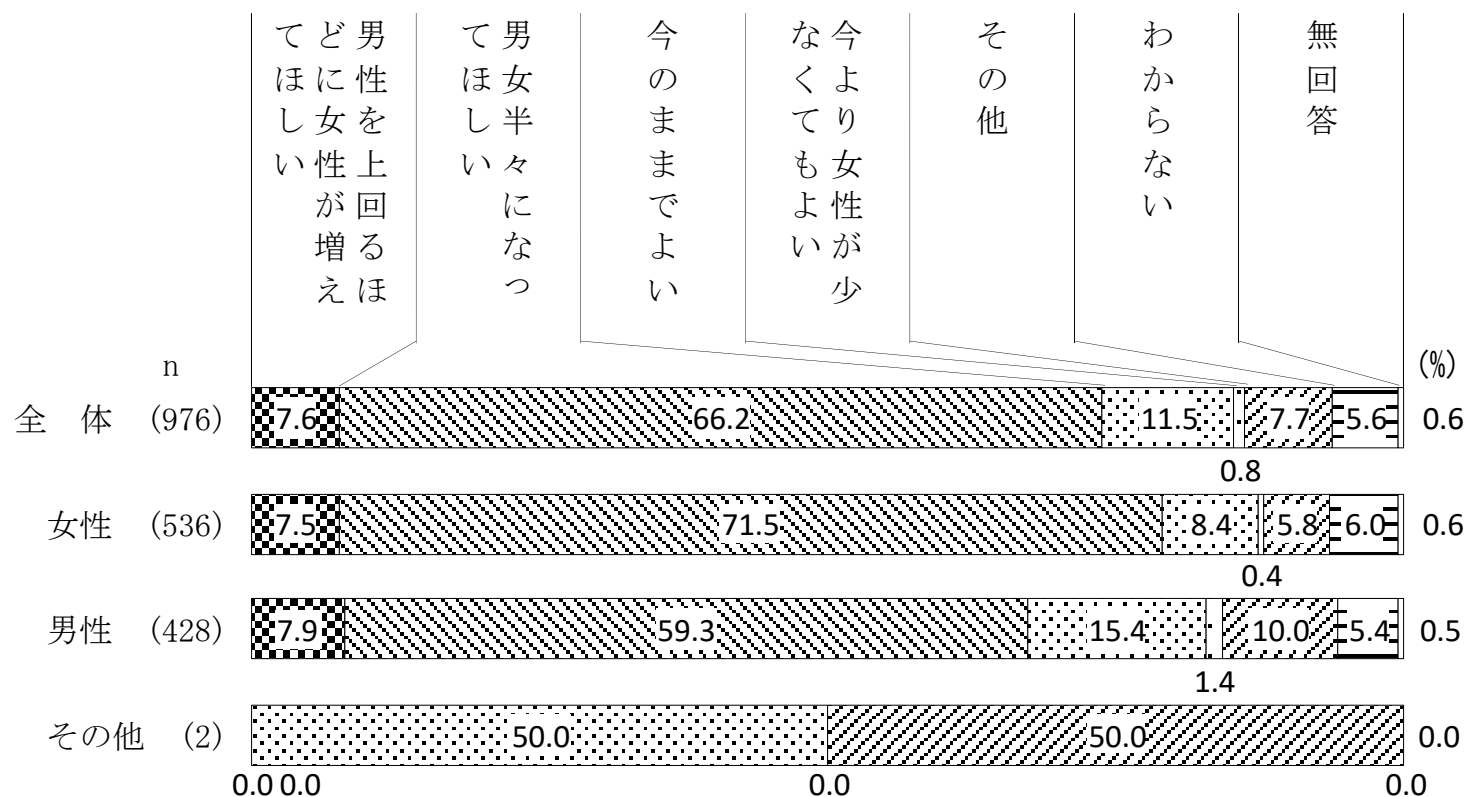 男性を上回るほ
どに女性が増え
てほしい
男女半々になっ
てほしい
今のままでよい
今より女性が少
なくてもよい
その他
わからない
無回答
n
(%)
全 体 (976) 7.6 66.2 11.5 7.7 5.6 0.6
0.8
女性 (536) 7.5 71.5 8.4 5.8 6.0 0.6
0.4
男性 (428) 7.9 59.3 15.4 10.0 5.4 0.5
1.4
その他 (2) 50.0 50.0 0.0
0.0 0.0 0.0 0.0